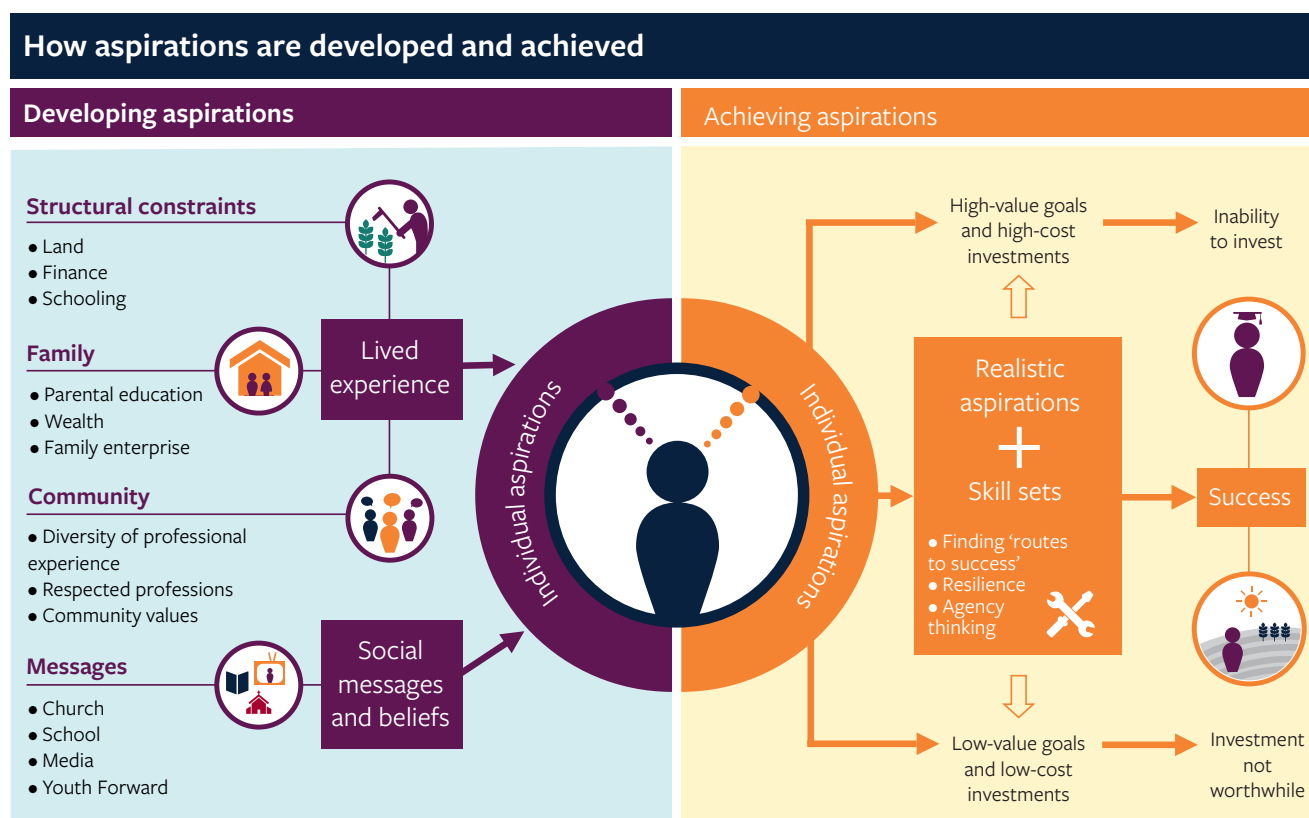 How aspirations are developed and achieved
Developing aspirations
Achieving aspirations
Structural constraints
● Land
● Finance
● Schooling
Family
● Parental education
● Wealth
● Family enterprise
Community
● Diversity of professional
experience
● Respected professions
● Community values
Messages
● Church
● School
● Media
● Youth Forward
Lived
experience
Social
messages
and beliefs
Individual aspirations
Individual aspirations
High-value goals
and high-cost
investments
Inability
to invest
Realistic
aspirations
+
Skill sets
● Finding ‘routes
to success’
● Resilience
● Agency
thinking
Success
Low-value goals
and low-cost
investments
Investment
not
worthwhile